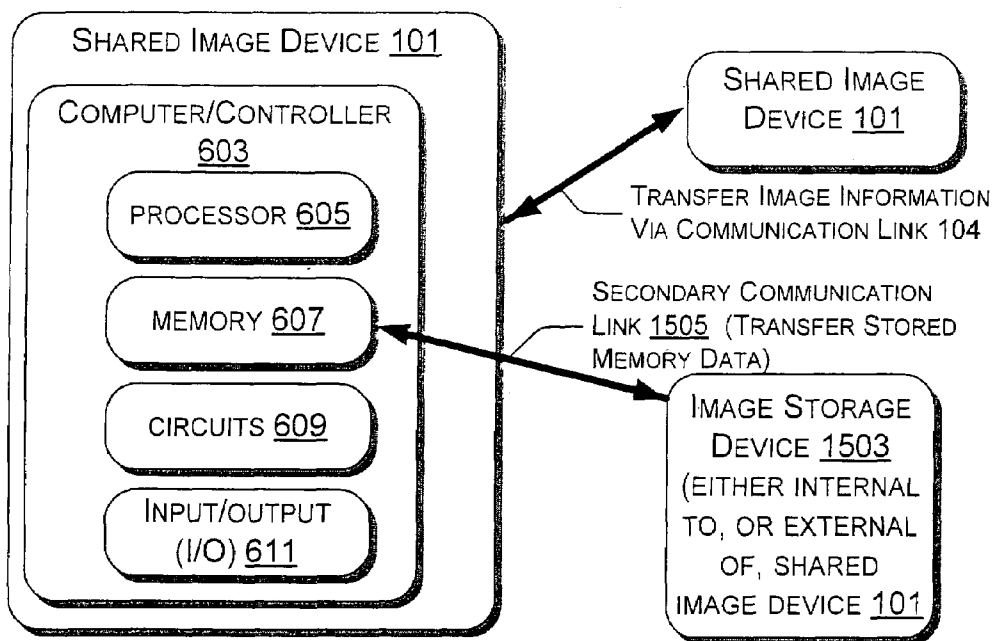 SHARED IMAGE DEVICE 101
COMPUTER/CONTROLLER
603
PROCESSOR 605
MEMORY 607
CIRCUITS 609
INPUT/OUTPUT
(I/O) 611
SHARED IMAGE
DEVICE 101
TRANSFER IMAGE INFORMATION
VIA COMMUNICATION LINK 104
SECONDARY COMMUNICATION
LINK 1505 (TRANSFER STORED
MEMORY DATA)
IMAGE STORAGE
DEVICE 1503
(EITHER INTERNAL
TO, OR EXTERNAL
OF, SHARED
IMAGE DEVICE 101